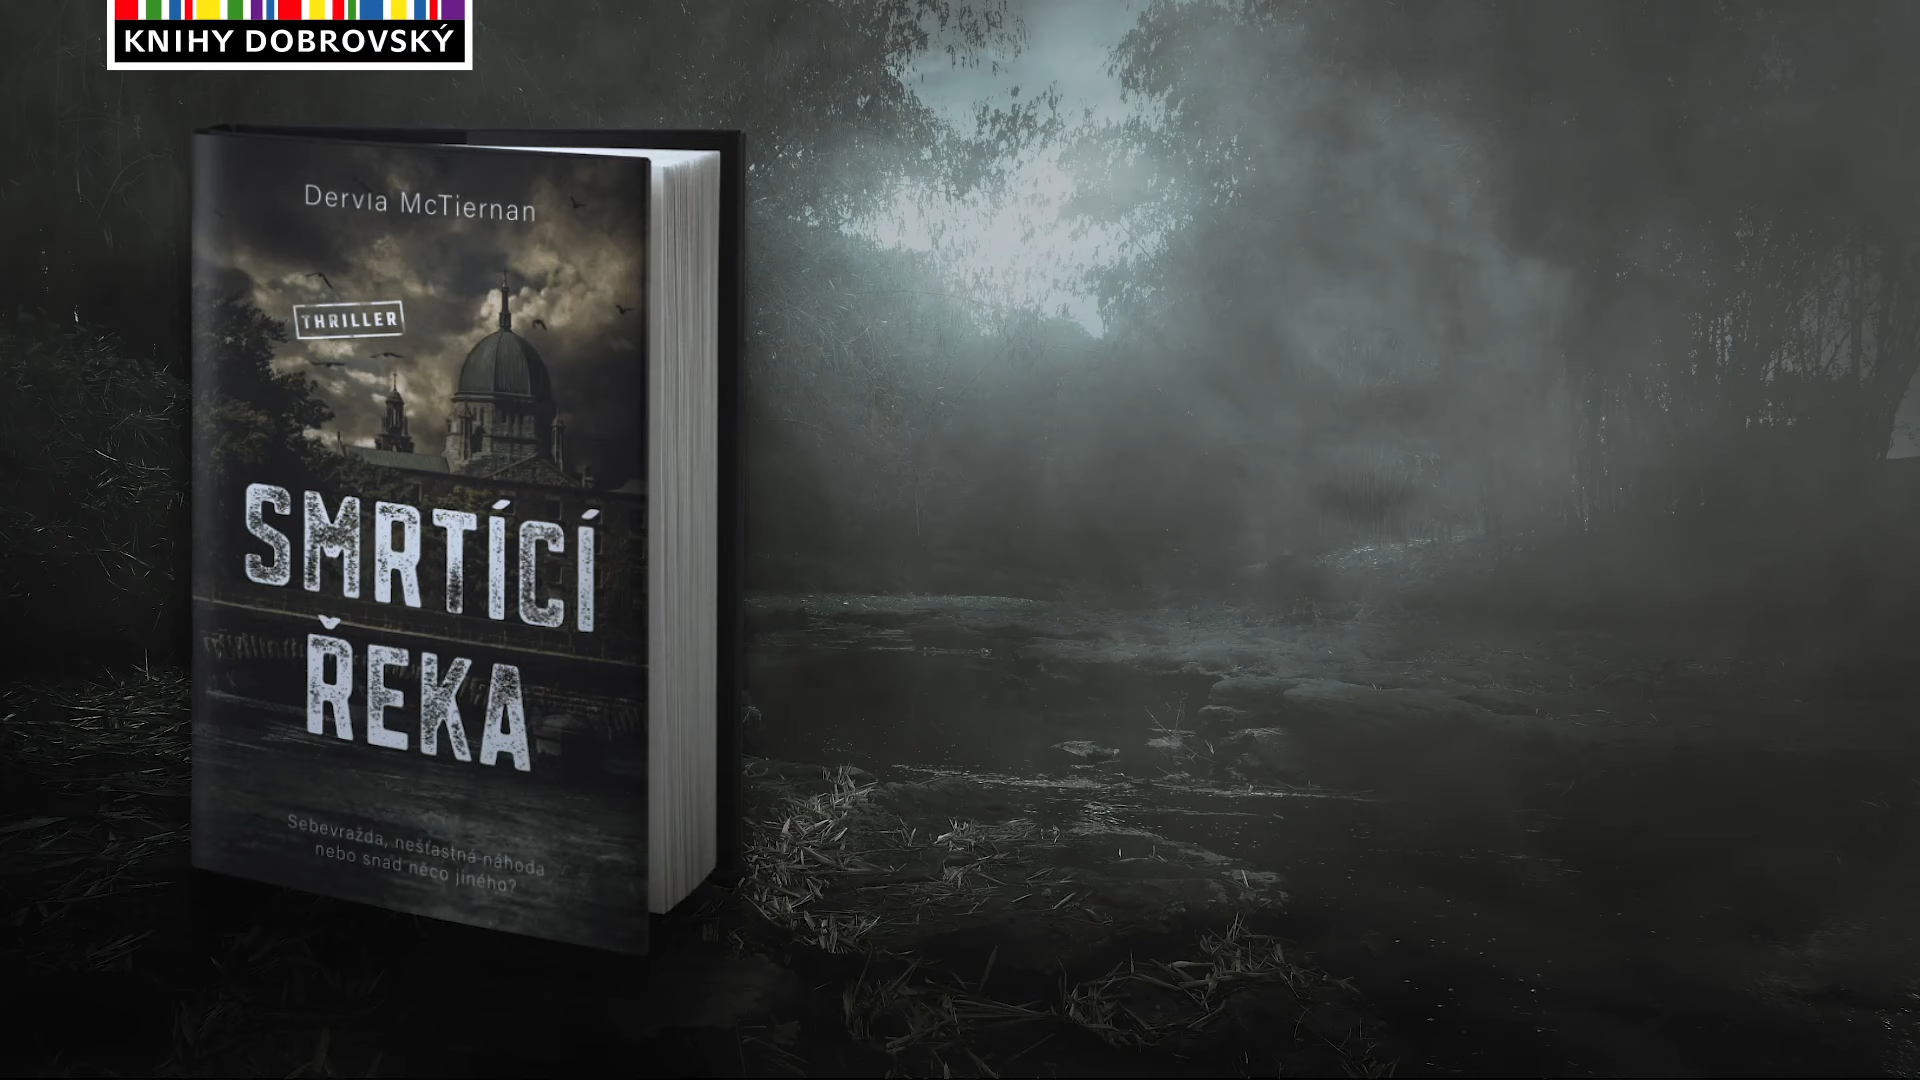 KNIHY DOBROVSKÝ
Dervla McTiernan
THRILLER
SMRTÍCÍ
ŘEKA
Sebevražda, nešťastná náhoda
nebo snad něco jiného?